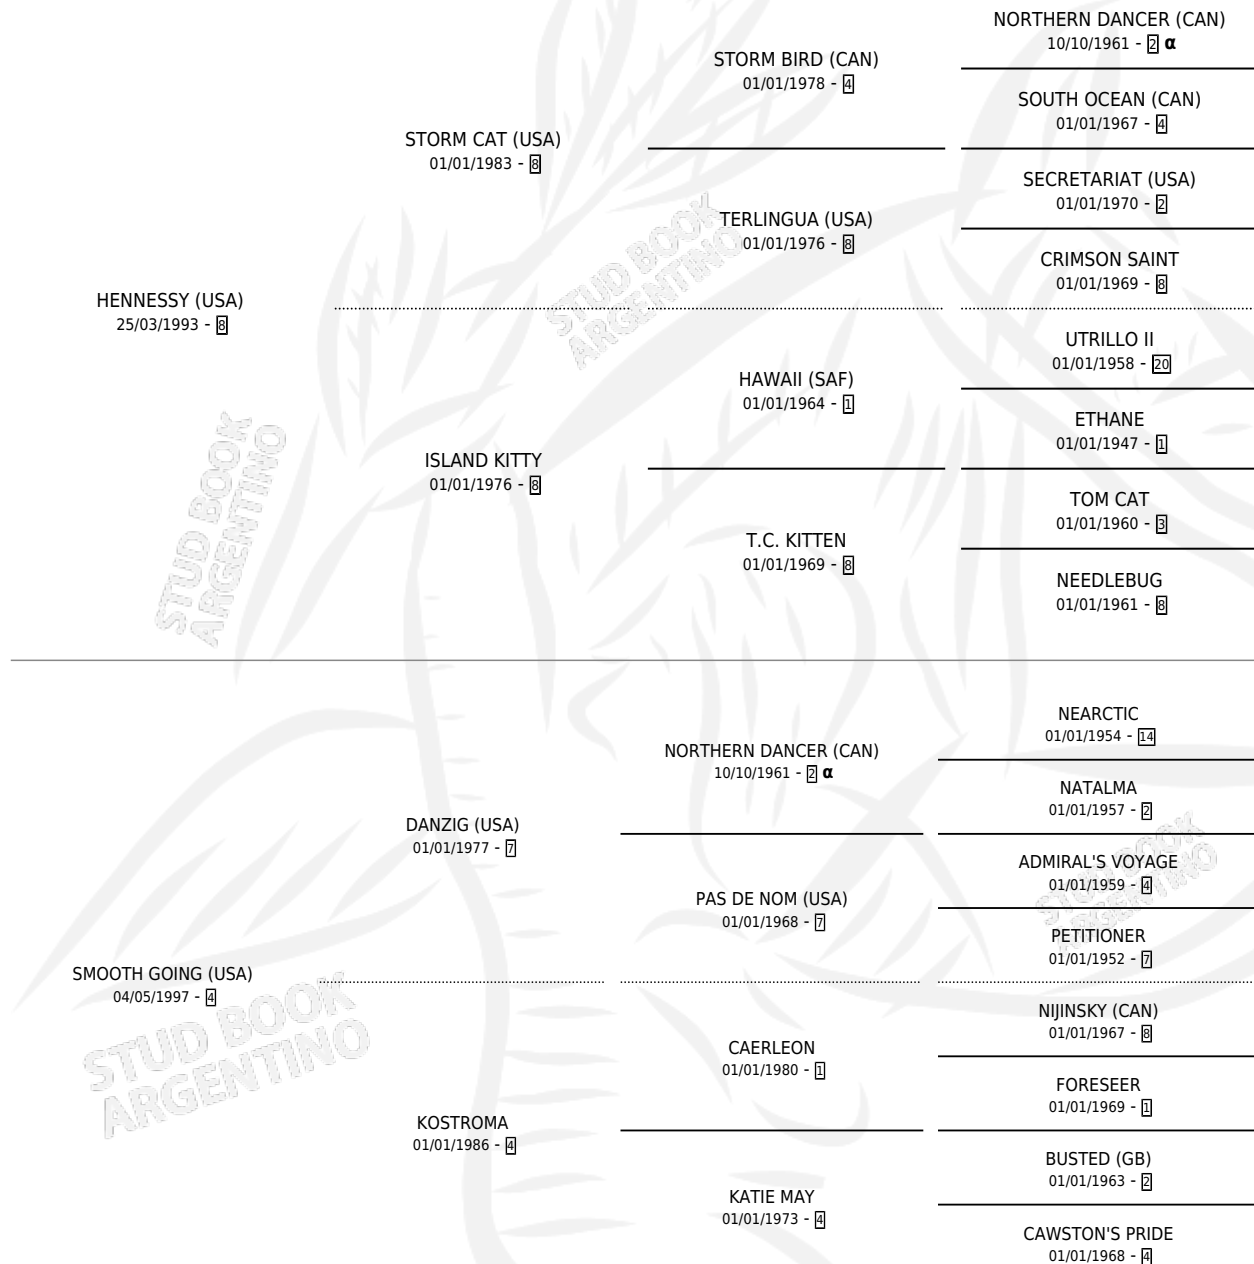 NORTHERN DANCER (CAN)
10/10/1961 - 2 α
STORM BIRD (CAN)
01/01/1978 - 4
SOUTH OCEAN (CAN)
01/01/1967 - 4
STORM CAT (USA)
01/01/1983 - 8
SECRETARIAT (USA)
01/01/1970 - 2
TERLINGUA (USA)
01/01/1976 - 8
CRIMSON SAINT
01/01/1969 - 8
HENNESSY (USA)
25/03/1993 - 8
UTRILLO II
01/01/1958 - 20
HAWAII (SAF)
01/01/1964 - 1
ETHANE
01/01/1947 - 1
ISLAND KITTY
01/01/1976 - 8
TOM CAT
01/01/1960 - 3
T.C. KITTEN
01/01/1969 - 8
NEEDLEBUG
01/01/1961 - 8
NEARCTIC
01/01/1954 - 14
NORTHERN DANCER (CAN)
10/10/1961 - 2 α
NATALMA
01/01/1957 - 2
DANZIG (USA)
01/01/1977 - 7
ADMIRAL'S VOYAGE
01/01/1959 - 4
PAS DE NOM (USA)
01/01/1968 - 7
PETITIONER
01/01/1952 - 7
SMOOTH GOING (USA)
04/05/1997 - 4
NIJINSKY (CAN)
01/01/1967 - 8
CAERLEON
01/01/1980 - 1
FORESEER
01/01/1969 - 1
KOSTROMA
01/01/1986 - 4
BUSTED (GB)
01/01/1963 - 2
KATIE MAY
01/01/1973 - 4
CAWSTON'S PRIDE
01/01/1968 - 4
STUD BOOK
ARGENTINO
STUD BOOK
ARGENTINO
STUD BOOK
ARGENTINO
STUD BOOK
ARGENTINO